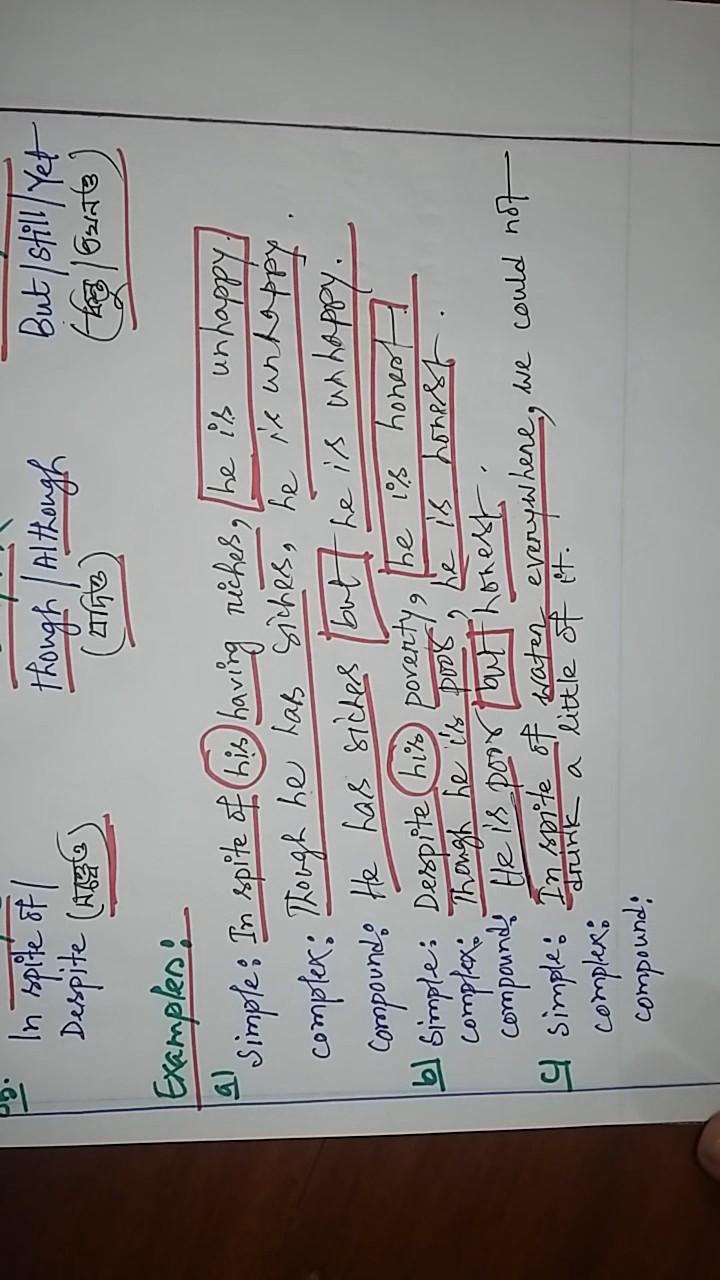 03.
In spite of / though / Although But / still / Yet
Despite (সত্ত্বেও) (যদিও) (কিন্তু / তথাপিও)
Examples:
a) Simple: In spite of his having riches, he is unhappy.
complex: Though he has riches, he is unhappy.
compound: He has riches but he is unhappy.
b) Simple: Despite his poverty, he is honest.
complex: Though he is poor, he is honest.
compound: He is poor but honest.
c) Simple: In spite of water everywhere, we could not
drink a little of it.
complex:
compound: